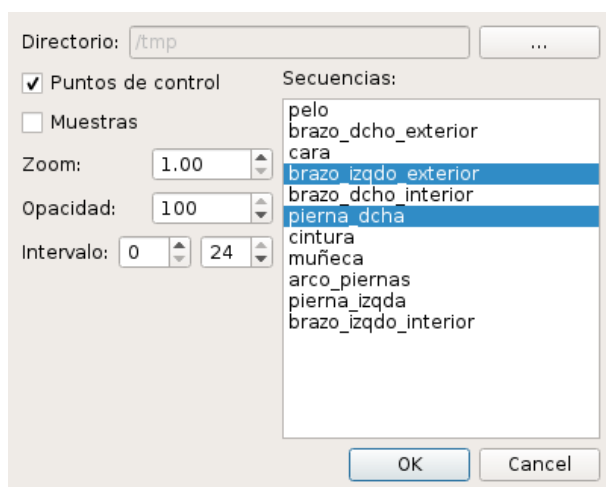 Directorio: /tmp ...
Puntos de control
Muestras
Zoom: 1.00
Opacidad: 100
Intervalo: 0 24
Secuencias:
pelo
brazo_dcho_exterior
cara
brazo_izqdo_exterior
brazo_dcho_interior
pierna_dcha
cintura
muñeca
arco_piernas
pierna_izqda
brazo_izqdo_interior
OK Cancel